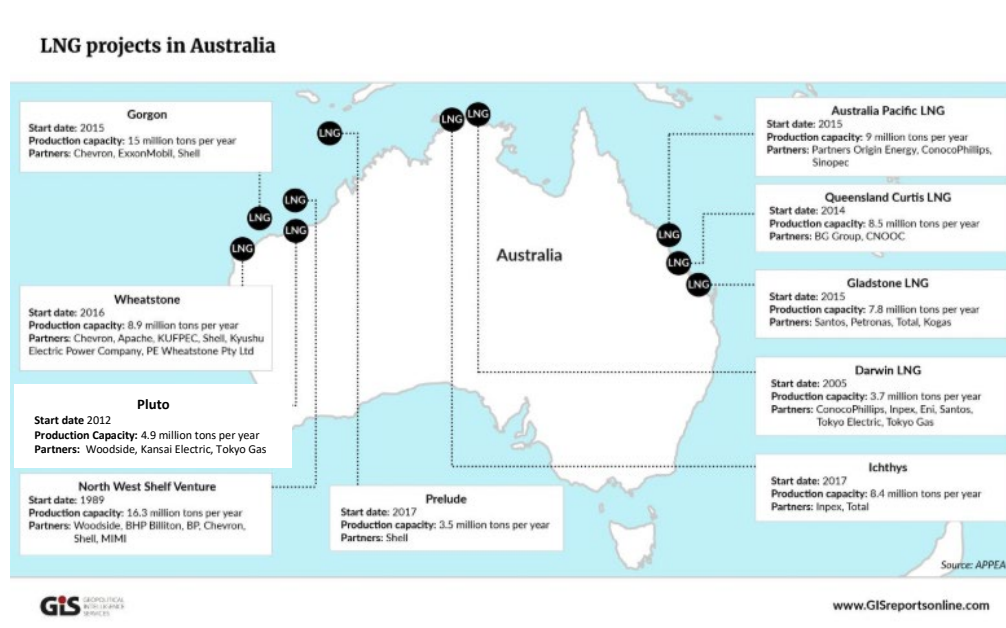 LNG projects in Australia
Gorgon
Start date: 2015
Production capacity: 15 million tons per year
Partners: Chevron, ExxonMobil, Shell
LNG
LNG
LNG
LNG
LNG
LNG
LNG
Wheatstone
Start date: 2016
Production capacity: 8.9 million tons per year
Partners: Chevron, Apache, KUFPEC, Shell, Kyushu
Electric Power Company, PE Wheatstone Pty Ltd
Pluto
Start date 2012
Production Capacity: 4.9 million tons per year
Partners: Woodside, Kansai Electric, Tokyo Gas
North West Shelf Venture
Start date: 1989
Production capacity: 16.3 million tons per year
Partners: Woodside, BHP Billiton, BP, Chevron,
Shell, MIMI
Australia
Prelude
Start date: 2017
Production capacity: 3.5 million tons per year
Partners: Shell
LNG
LNG
LNG
Australia Pacific LNG
Start date: 2015
Production capacity: 9 million tons per year
Partners: Partners Origin Energy, ConocoPhillips,
Sinopec
Queensland Curtis LNG
Start date: 2014
Production capacity: 8.5 million tons per year
Partners: BG Group, CNOOC
Gladstone LNG
Start date: 2015
Production capacity: 7.8 million tons per year
Partners: Santos, Petronas, Total, Kogas
Darwin LNG
Start date: 2005
Production capacity: 3.7 million tons per year
Partners: ConocoPhillips, Inpex, Eni, Santos,
Tokyo Electric, Tokyo Gas
Ichthys
Start date: 2017
Production capacity: 8.4 million tons per year
Partners: Inpex, Total
Source: APPEA
GIS
GEOPOLITICAL
INTELLIGENCE
SERVICES
www.GISreportsonline.com